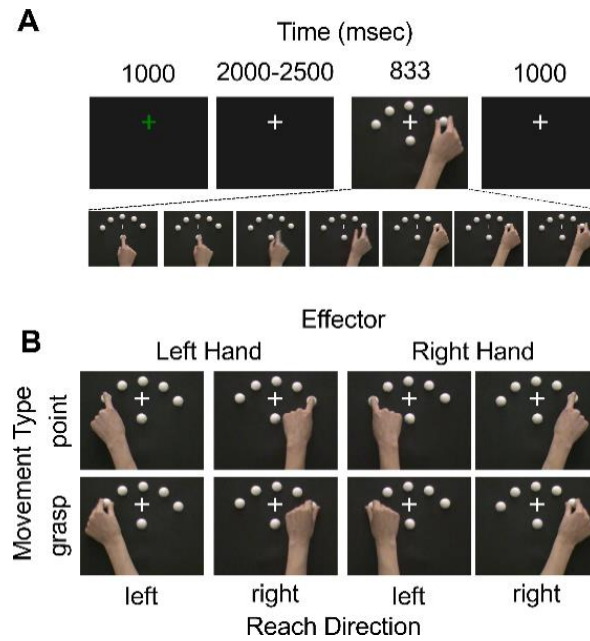 A
Time (msec)
1000 2000-2500 833 1000
B
Effector
Left Hand Right Hand
Movement Type
point
grasp
left right left right
Reach Direction